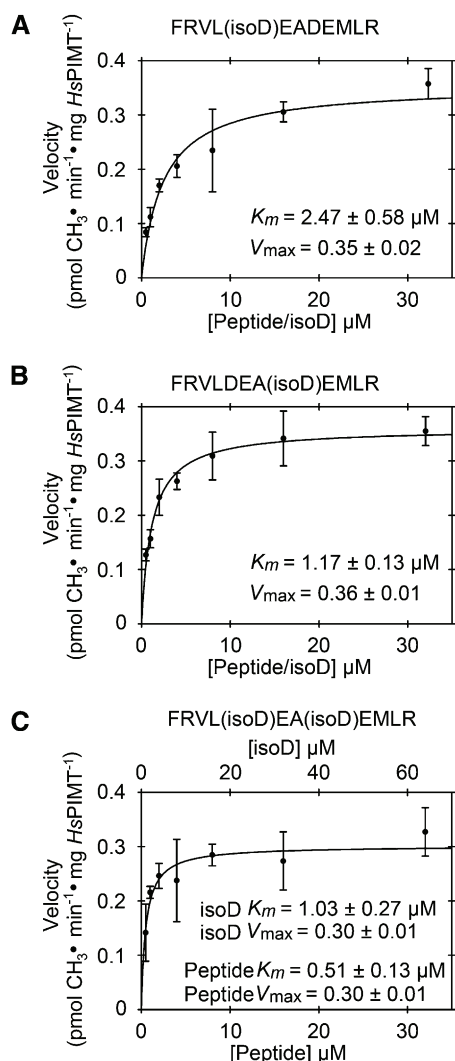 A
FRVL(isoD)EADEMLR
Velocity
(pmol CH₃• min⁻¹• mg HsPIMT⁻¹)
0.4
0.3
0.2
0.1
0
Kₘ = 2.47 ± 0.58 µM
Vmax = 0.35 ± 0.02
0 10 20 30
[Peptide/isoD] µM
B
FRVLDEA(isoD)EMLR
Velocity
(pmol CH₃• min⁻¹• mg HsPIMT⁻¹)
0.4
0.3
0.2
0.1
0
Kₘ = 1.17 ± 0.13 µM
Vmax = 0.36 ± 0.01
0 10 20 30
[Peptide/isoD] µM
C
FRVL(isoD)EA(isoD)EMLR
[isoD] µM
0 20 40 60
Velocity
(pmol CH₃• min⁻¹• mg HsPIMT⁻¹)
0.4
0.3
0.2
0.1
0
isoD Kₘ = 1.03 ± 0.27 µM
isoD Vmax = 0.30 ± 0.01
Peptide Kₘ = 0.51 ± 0.13 µM
Peptide Vmax = 0.30 ± 0.01
0 10 20 30
[Peptide] µM